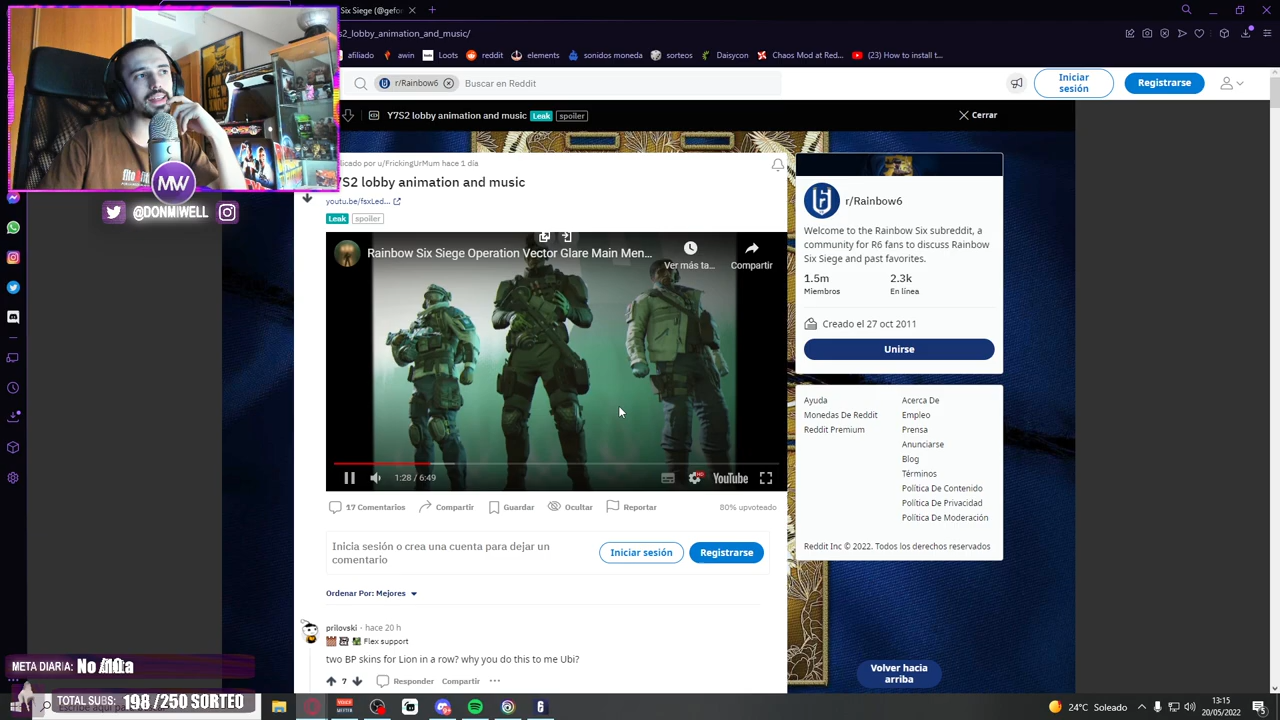 Six Siege (@gefor
s2_lobby_animation_and_music/
afiliado
awin
Loots
reddit
elements
sonidos moneda
sorteos
Daisycon
Chaos Mod at Red...
(23) How to install t...
r/Rainbow6
Buscar en Reddit
Iniciar sesión
Registrarse
Y7S2 lobby animation and music
Leak
spoiler
Cerrar
MW
@DONMIWELL
licado por u/FrickingUrMum hace 1 día
7S2 lobby animation and music
youtu.be/fsxLed...
Leak
spoiler
r/Rainbow6
Welcome to the Rainbow Six subreddit, a
community for R6 fans to discuss Rainbow
Six Siege and past favorites.
1.5m
2.3k
Miembros
En línea
Creado el 27 oct 2011
Unirse
Rainbow Six Siege Operation Vector Glare Main Men...
Ver más ta...
Compartir
1:28 / 6:49
YouTube
Ayuda
Acerca De
Monedas De Reddit
Empleo
Reddit Premium
Prensa
Anunciarse
Blog
Términos
Política De Contenido
Política De Privacidad
Política De Moderación
Reddit Inc © 2022. Todos los derechos reservados
17 Comentarios
Compartir
Guardar
Ocultar
Reportar
80% upvoteado
Inicia sesión o crea una cuenta para dejar un
comentario
Iniciar sesión
Registrarse
Ordenar Por: Mejores
prilovski · hace 20 h
Flex support
two BP skins for Lion in a row? why you do this to me Ubi?
7
Responder
Compartir
Volver hacia
arriba
META DIARIA:
TOTAL SUBS: 198 /250 SORTEO
24°C Soleado
13:15
20/05/2022